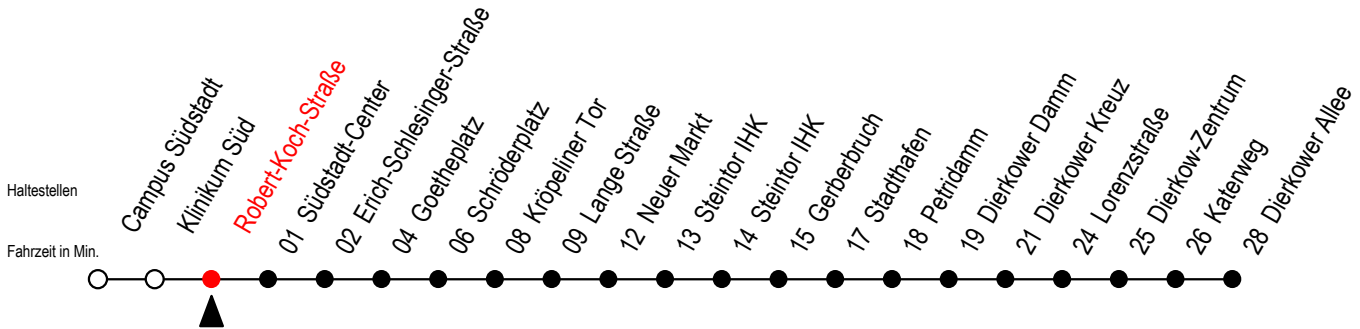 Haltestellen
Fahrzeit in Min.
Campus Südstadt
Klinikum Süd
Robert-Koch-Straße
01 Südstadt-Center
02 Erich-Schlesinger-Straße
04 Goetheplatz
06 Schröderplatz
08 Kröpeliner Tor
09 Lange Straße
12 Neuer Markt
13 Steintor IHK
14 Steintor IHK
15 Gerberbruch
17 Stadthafen
18 Petridamm
19 Dierkower Damm
21 Dierkower Kreuz
24 Lorenzstraße
25 Dierkow-Zentrum
26 Katerweg
28 Dierkower Allee